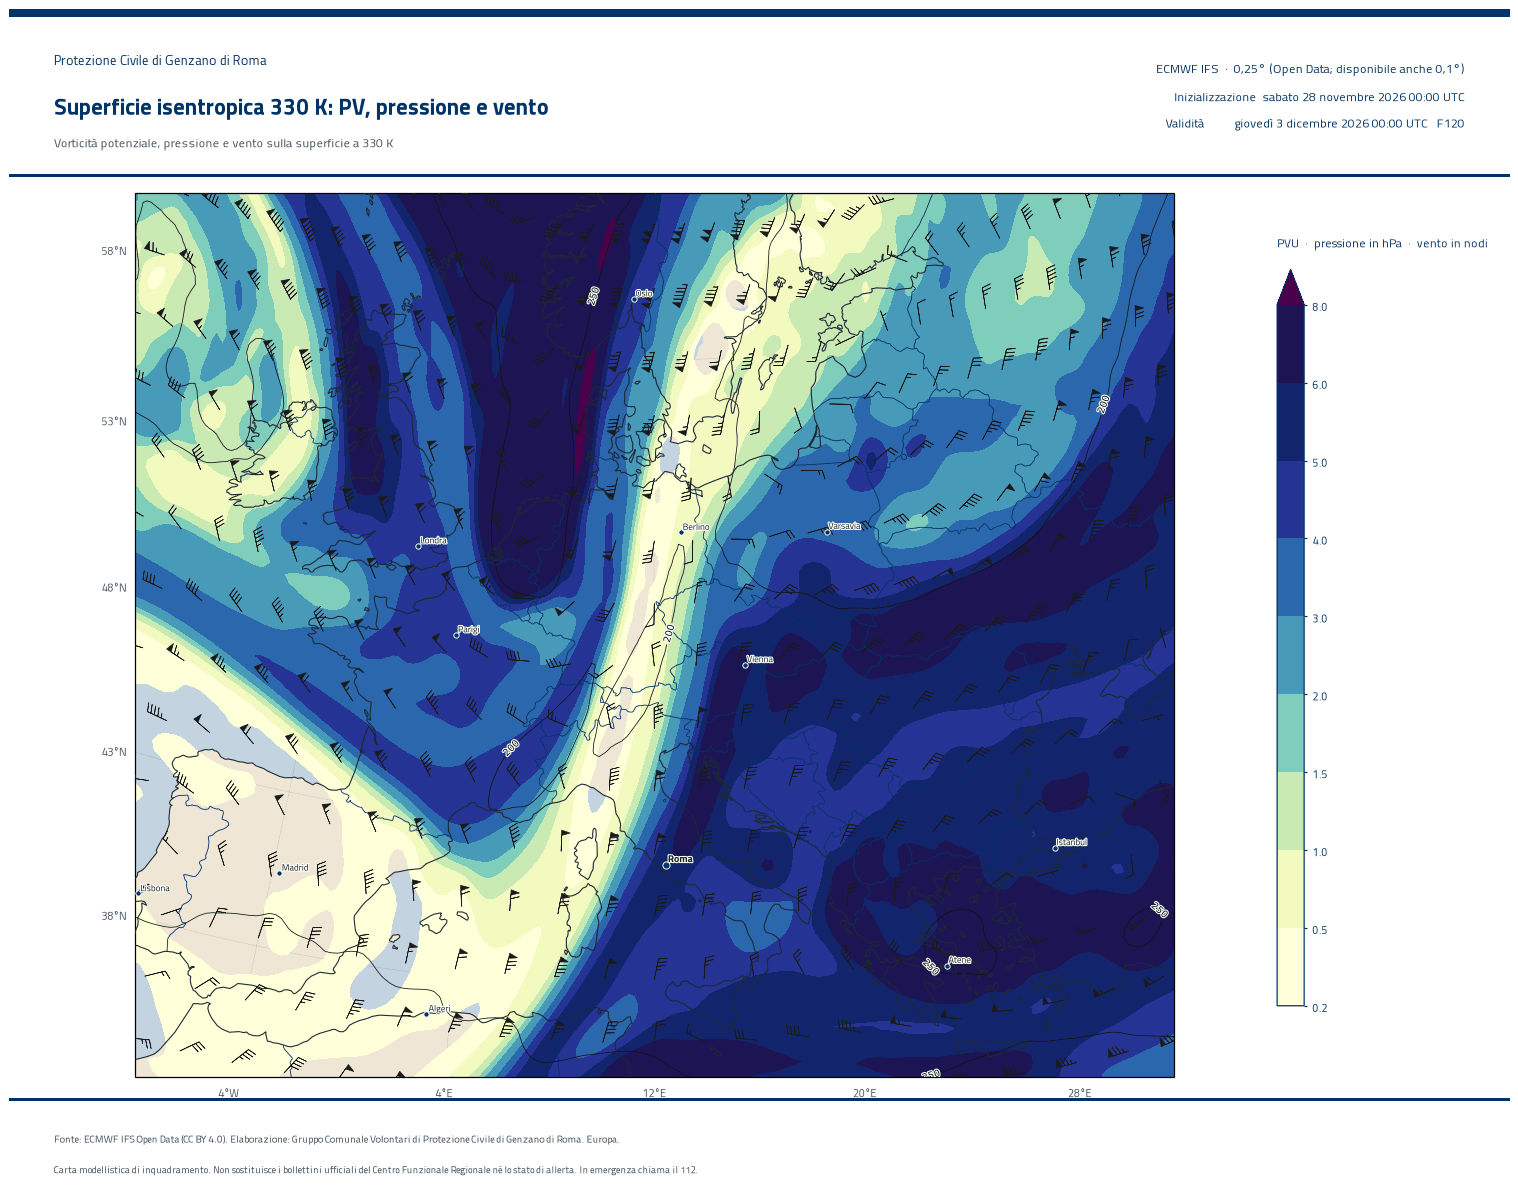 Protezione Civile di Genzano di Roma
Superficie isentropica 330 K: PV, pressione e vento
Vorticità potenziale, pressione e vento sulla superficie a 330 K
ECMWF IFS · 0,25° (Open Data; disponibile anche 0,1°)
Inizializzazione sabato 28 novembre 2026 00:00 UTC
Validità giovedì 3 dicembre 2026 00:00 UTC F120
PVU · pressione in hPa · vento in nodi
8.0
6.0
5.0
4.0
3.0
2.0
1.5
1.0
0.5
0.2
58°N
53°N
48°N
43°N
38°N
4°W
4°E
12°E
20°E
28°E
250
Oslo
200
Berlino
Varsavia
Londra
Parigi
200
Vienna
200
Istanbul
Roma
Madrid
Lisbona
250
250
Atene
Algeri
250
Fonte: ECMWF IFS Open Data (CC BY 4.0). Elaborazione: Gruppo Comunale Volontari di Protezione Civile di Genzano di Roma. Europa.
Carta modellistica di inquadramento. Non sostituisce i bollettini ufficiali del Centro Funzionale Regionale né lo stato di allerta. In emergenza chiama il 112.